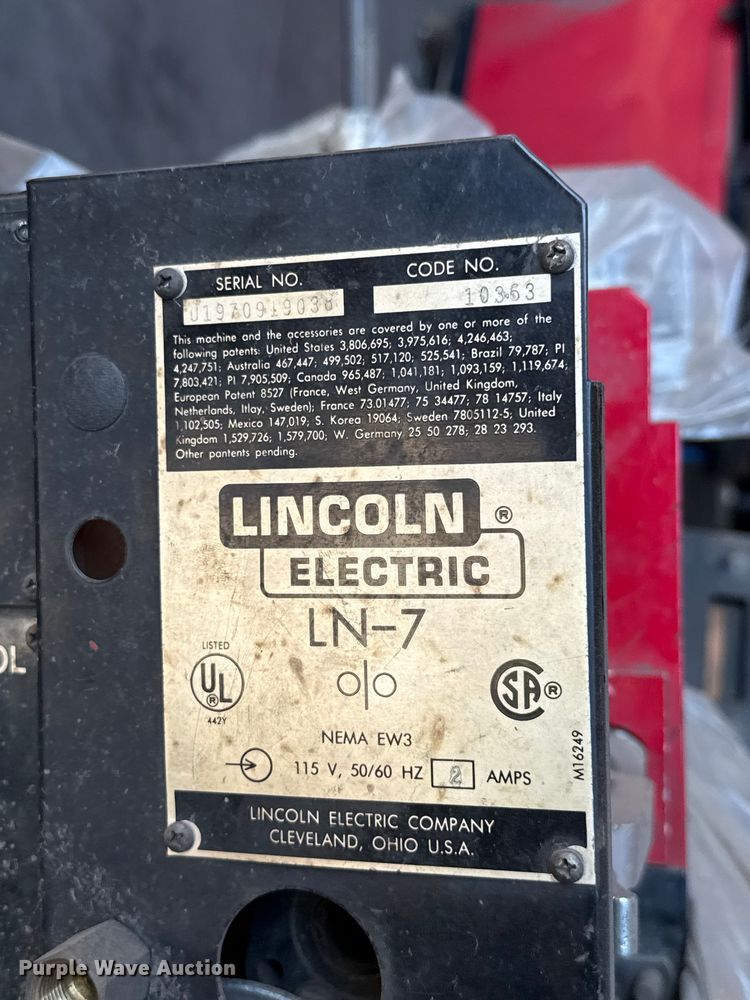 SERIAL NO.
CODE NO.
U1970919038
10363
This machine and the accessories are covered by one or more of the
following patents: United States 3,806,695; 3,975,616; 4,246,463;
4,247,751; Australia 467,447; 499,502; 517,120; 525,541; Brazil 79,787; PI
7,803,421; PI 7,905,509; Canada 965,487; 1,041,181; 1,093,159; 1,119,674;
European Patent 8527 (France, West Germany, United Kingdom,
Netherlands, Itlay, Sweden); France 73.01477; 75 34477; 78 14757; Italy
1,102,505; Mexico 147,019; S. Korea 19064; Sweden 7805112-5; United
Kingdom 1,529,726; 1,579,700; W. Germany 25 50 278; 28 23 293.
Other pantents pending.
LINCOLN ®
ELECTRIC
LN-7
LISTED
UL ®
442Y
SA ®
NEMA EW3
115 V, 50/60 HZ 2 AMPS
M16249
LINCOLN ELECTRIC COMPANY
CLEVELAND, OHIO U.S.A.
OL
Purple Wave Auction